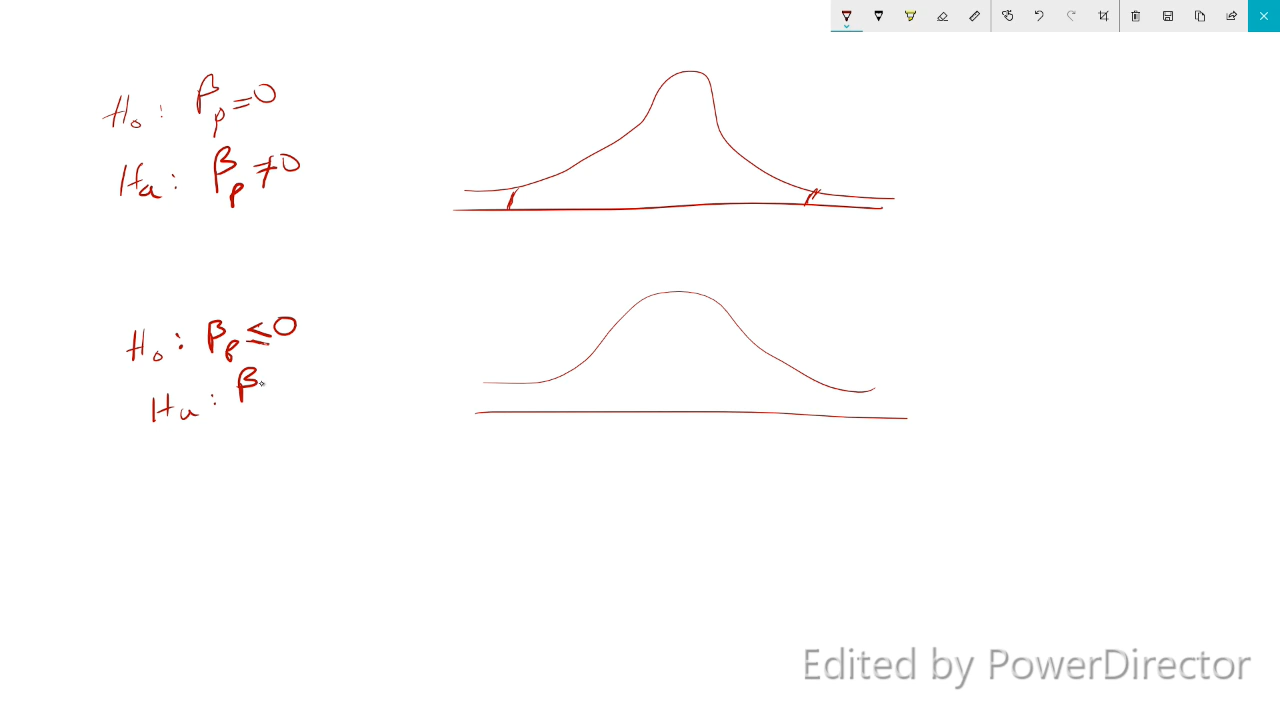 H₀ : βₚ = 0
Hₐ : βₚ ≠ 0
H₀ : βₚ ≤ 0
Hₐ : β
Edited by PowerDirector